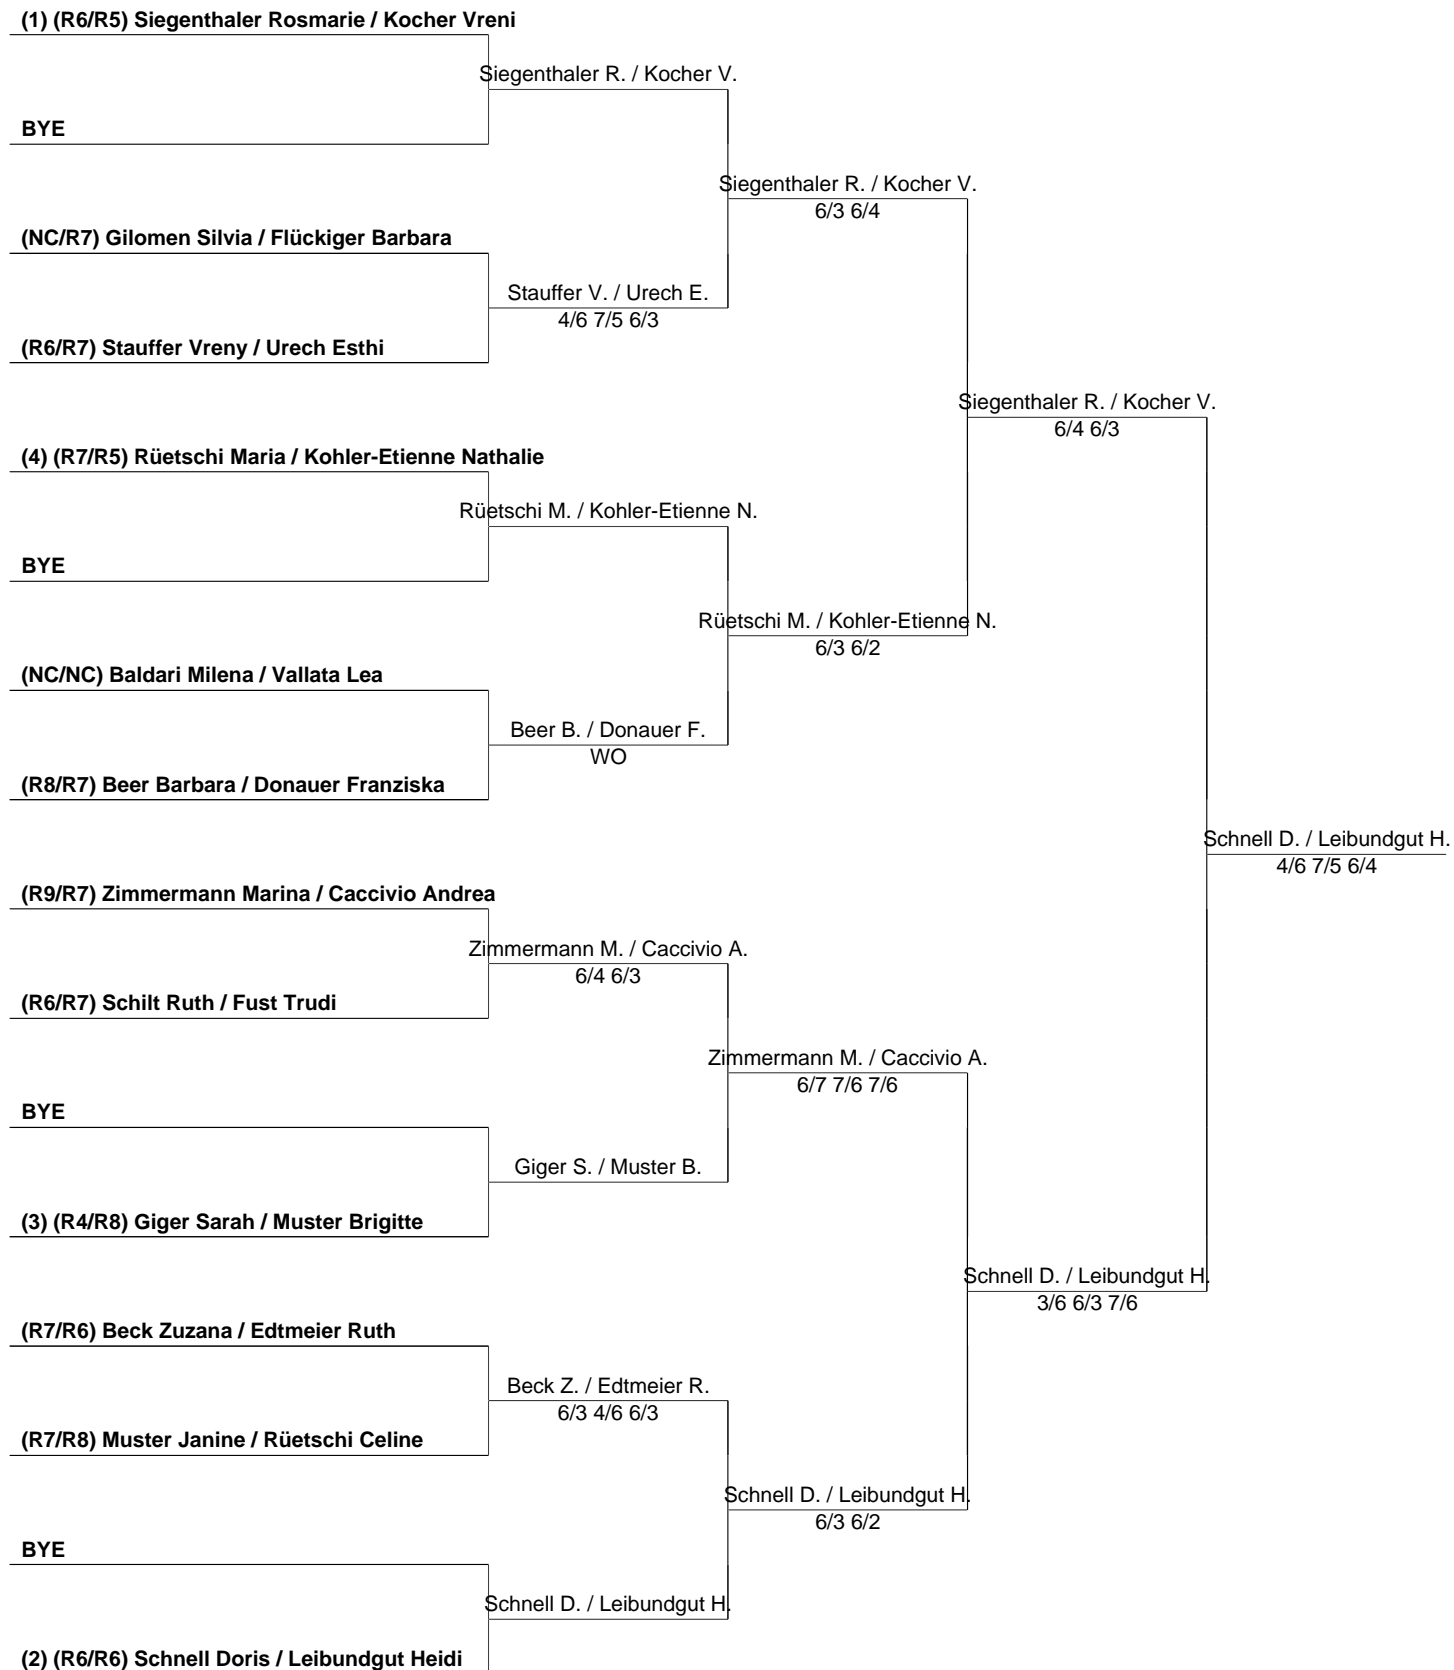 (1) (R6/R5) Siegenthaler Rosmarie / Kocher Vreni
Siegenthaler R. / Kocher V.
BYE
Siegenthaler R. / Kocher V.
6/3 6/4
(NC/R7) Gilomen Silvia / Flückiger Barbara
Stauffer V. / Urech E.
4/6 7/5 6/3
(R6/R7) Stauffer Vreny / Urech Esthi
Siegenthaler R. / Kocher V.
6/4 6/3
(4) (R7/R5) Rüetschi Maria / Kohler-Etienne Nathalie
Rüetschi M. / Kohler-Etienne N.
BYE
Rüetschi M. / Kohler-Etienne N.
6/3 6/2
(NC/NC) Baldari Milena / Vallata Lea
Beer B. / Donauer F.
WO
(R8/R7) Beer Barbara / Donauer Franziska
Schnell D. / Leibundgut H.
4/6 7/5 6/4
(R9/R7) Zimmermann Marina / Caccivio Andrea
Zimmermann M. / Caccivio A.
6/4 6/3
(R6/R7) Schilt Ruth / Fust Trudi
Zimmermann M. / Caccivio A.
6/7 7/6 7/6
BYE
Giger S. / Muster B.
(3) (R4/R8) Giger Sarah / Muster Brigitte
Schnell D. / Leibundgut H.
3/6 6/3 7/6
(R7/R6) Beck Zuzana / Edtmeier Ruth
Beck Z. / Edtmeier R.
6/3 4/6 6/3
(R7/R8) Muster Janine / Rüetschi Celine
Schnell D. / Leibundgut H.
6/3 6/2
BYE
Schnell D. / Leibundgut H.
(2) (R6/R6) Schnell Doris / Leibundgut Heidi